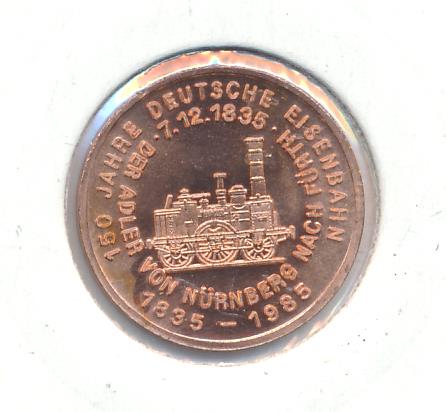 150 JAHRE DEUTSCHE EISENBAHN
1835 – 1985
· 7.12.1835 ·
DER ADLER VON NÜRNBERG NACH FÜRTH